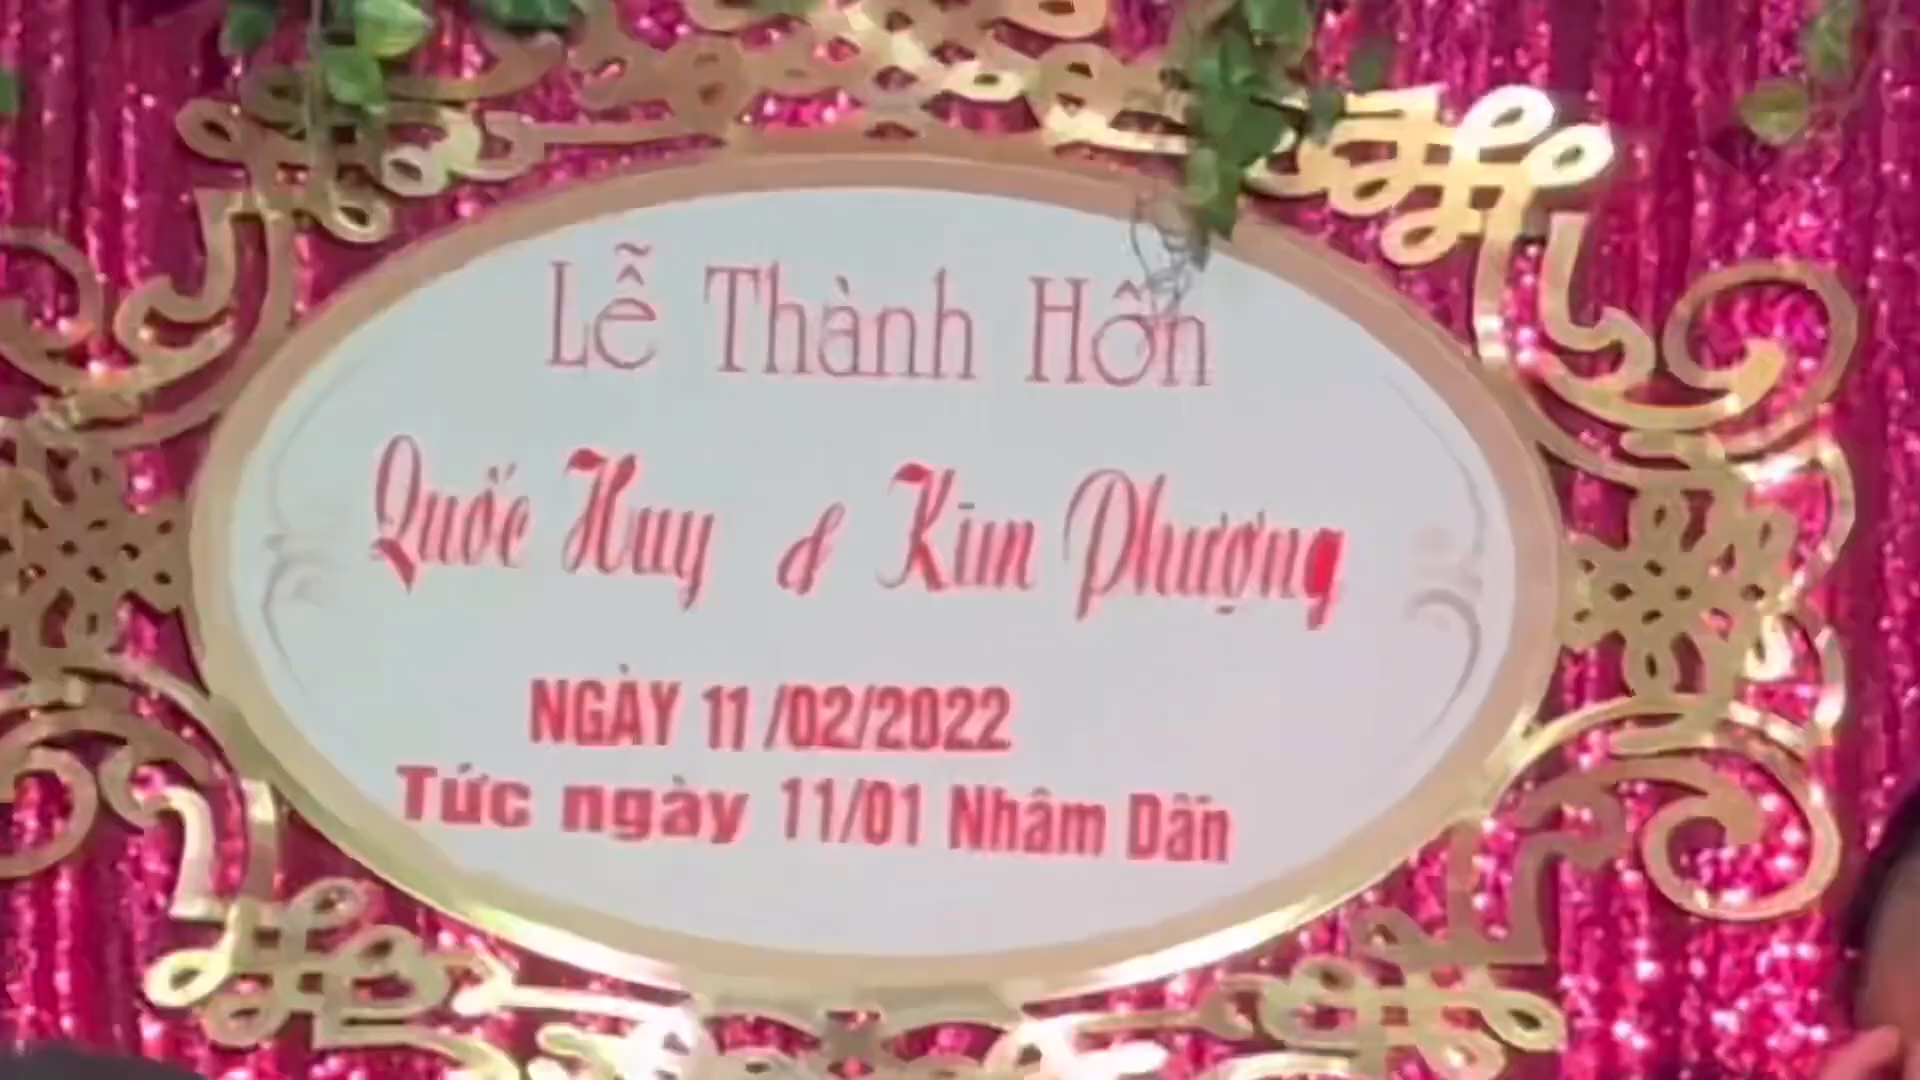 Lễ Thành Hôn
Quốc Huy & Kim Phượng
NGÀY 11/02/2022
Tức ngày 11/01 Nhâm Dần